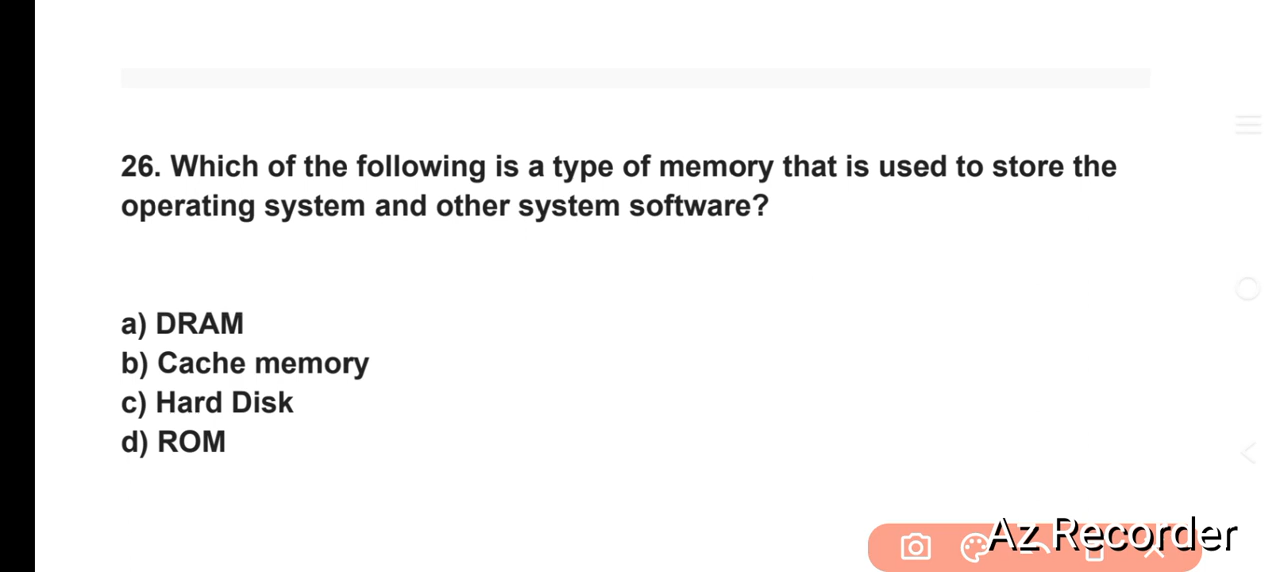 26. Which of the following is a type of memory that is used to store the
operating system and other system software?
a) DRAM
b) Cache memory
c) Hard Disk
d) ROM
Az Recorder